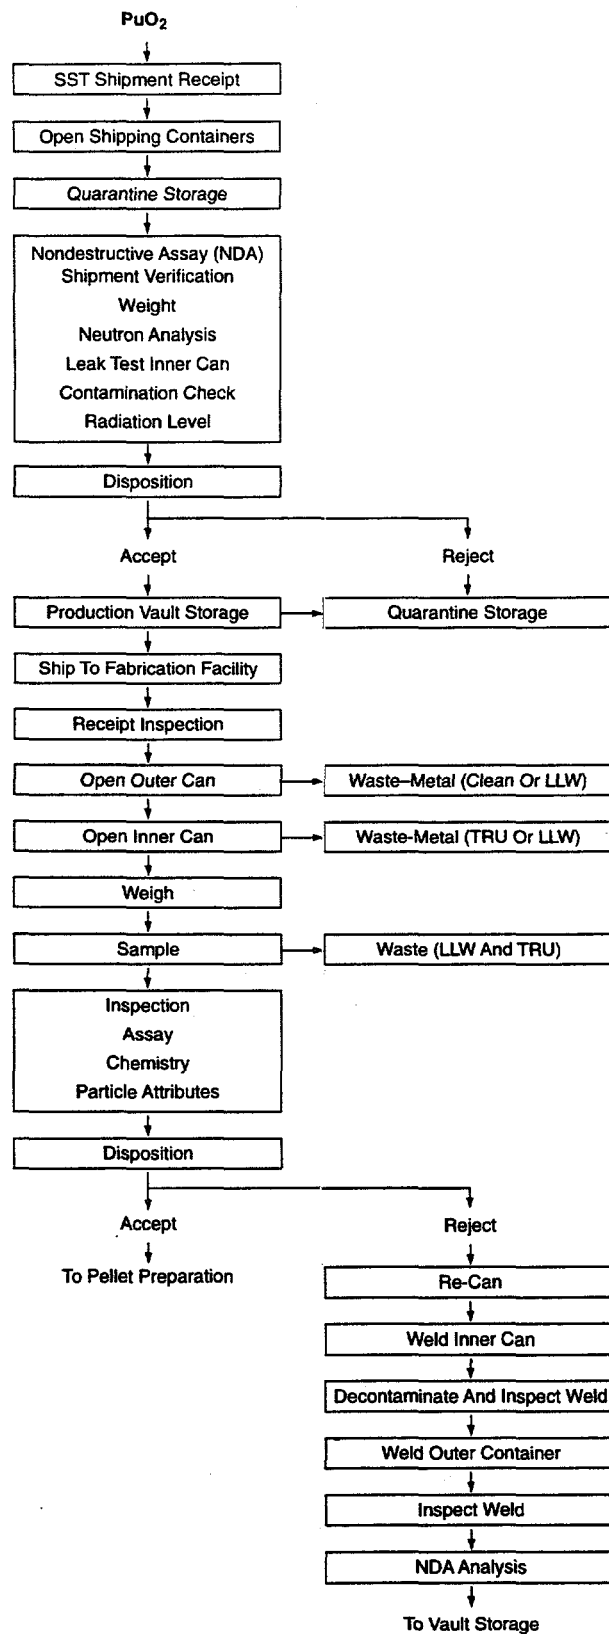 PuO2
SST Shipment Receipt
Open Shipping Containers
Quarantine Storage
Nondestructive Assay (NDA)
Shipment Verification
Weight
Neutron Analysis
Leak Test Inner Can
Contamination Check
Radiation Level
Disposition
Accept
Reject
Production Vault Storage
Quarantine Storage
Ship To Fabrication Facility
Receipt Inspection
Open Outer Can
Waste–Metal (Clean Or LLW)
Open Inner Can
Waste-Metal (TRU Or LLW)
Weigh
Sample
Waste (LLW And TRU)
Inspection
Assay
Chemistry
Particle Attributes
Disposition
Accept
Reject
To Pellet Preparation
Re-Can
Weld Inner Can
Decontaminate And Inspect Weld
Weld Outer Container
Inspect Weld
NDA Analysis
To Vault Storage